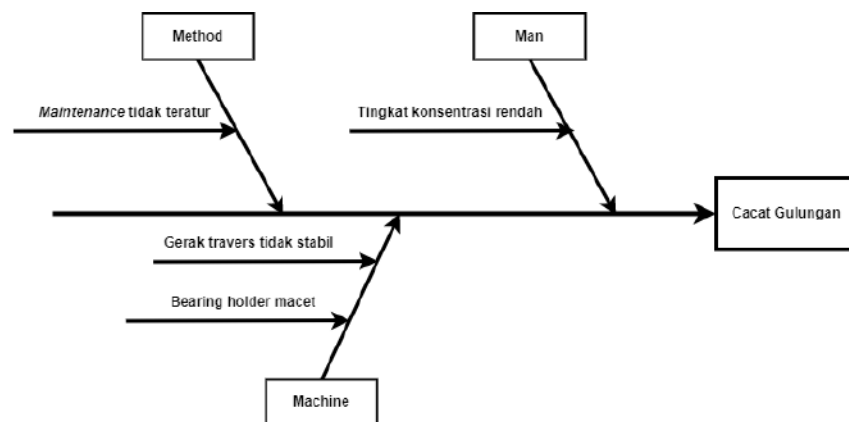 Method
Man
Maintenance tidak teratur
Tingkat konsentrasi rendah
Cacat Gulungan
Gerak travers tidak stabil
Bearing holder macet
Machine